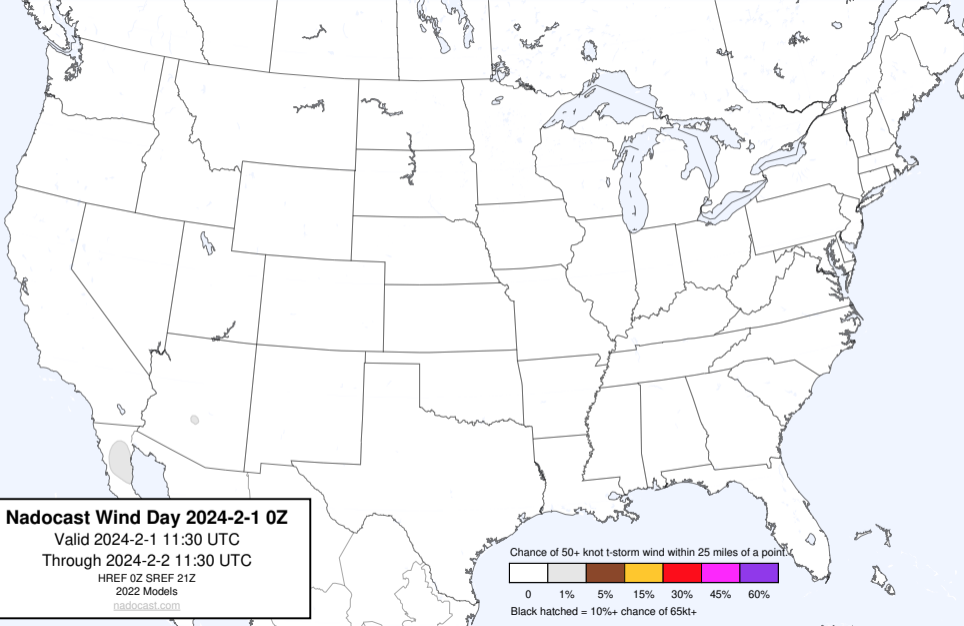 Nadocast Wind Day 2024-2-1 0Z
Valid 2024-2-1 11:30 UTC
Through 2024-2-2 11:30 UTC
HREF 0Z SREF 21Z
2022 Models
nadocast.com
Chance of 50+ knot t-storm wind within 25 miles of a point.
0 1% 5% 15% 30% 45% 60%
Black hatched = 10%+ chance of 65kt+